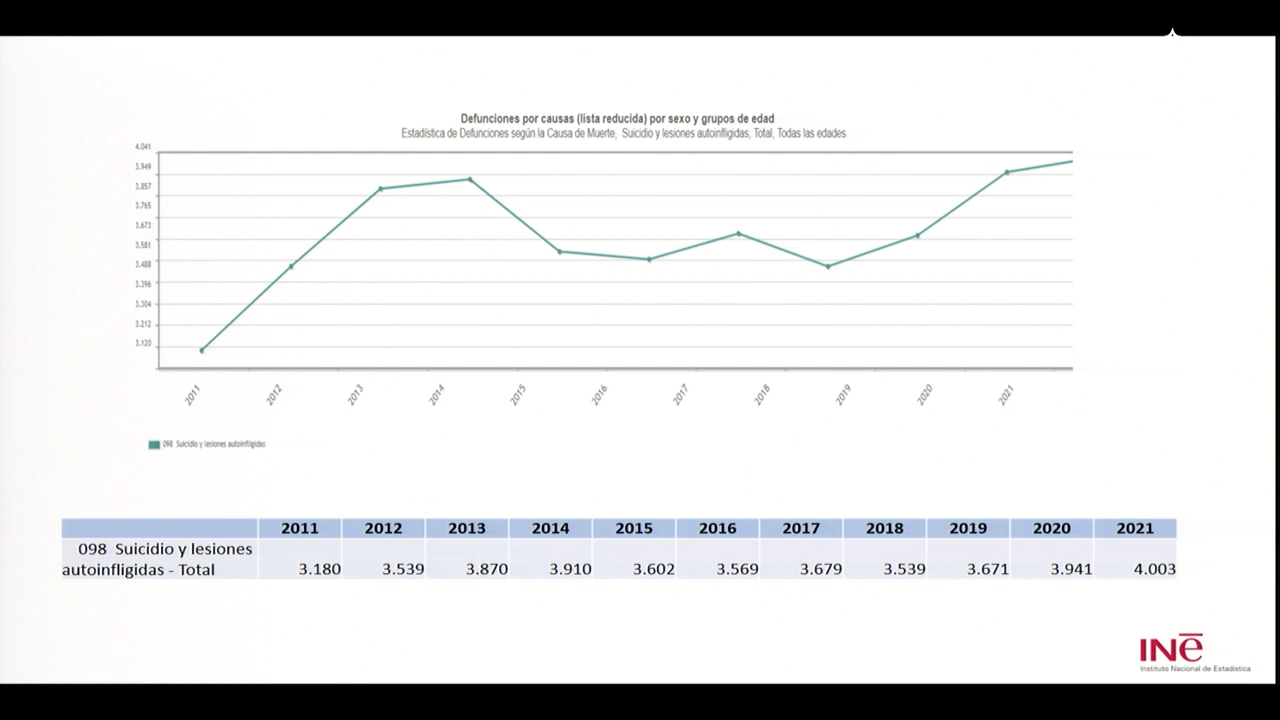 Defunciones por causas (lista reducida) por sexo y grupos de edad
Estadística de Defunciones según la Causa de Muerte, Suicidio y lesiones autoinfligidas, Total, Todas las edades
4.041
3.949
3.857
3.765
3.673
3.581
3.488
3.396
3.304
3.212
3.120
2011 2012 2013 2014 2015 2016 2017 2018 2019 2020 2021
098 Suicidio y lesiones autoinfligidas
2011 2012 2013 2014 2015 2016 2017 2018 2019 2020 2021
098 Suicidio y lesiones
autoinfligidas - Total 3.180 3.539 3.870 3.910 3.602 3.569 3.679 3.539 3.671 3.941 4.003
INe
Instituto Nacional de Estadística